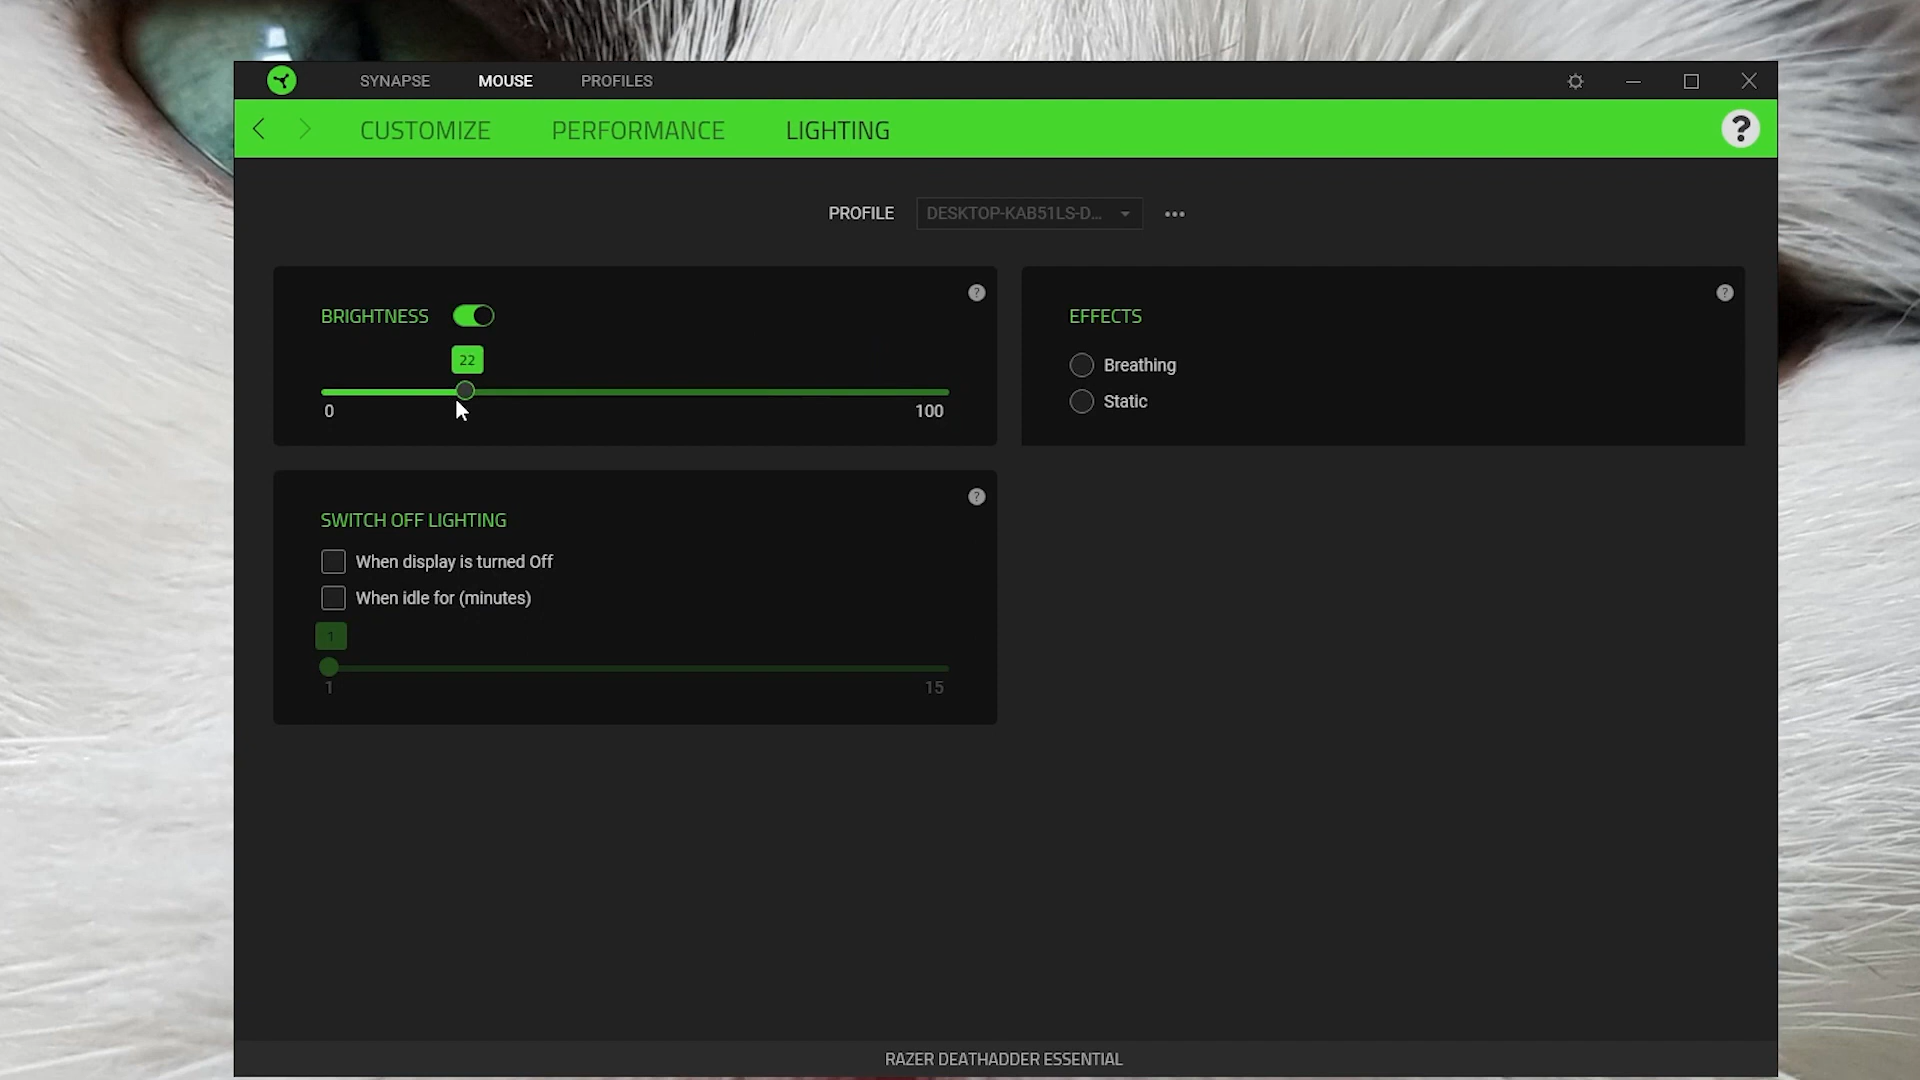 SYNAPSE MOUSE PROFILES
CUSTOMIZE PERFORMANCE LIGHTING ?
PROFILE DESKTOP-KAB51LS-D...
BRIGHTNESS ?
22
0 100
EFFECTS ?
Breathing
Static
SWITCH OFF LIGHTING ?
When display is turned Off
When idle for (minutes)
1
1 15
RAZER DEATHADDER ESSENTIAL